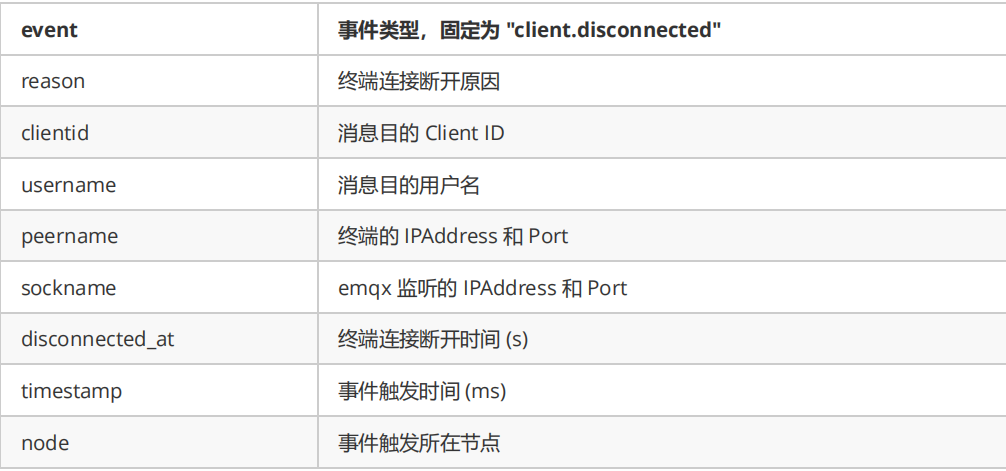 event 事件类型，固定为 "client.disconnected"
reason 终端连接断开原因
clientid 消息目的 Client ID
username 消息目的用户名
peername 终端的 IPAddress 和 Port
sockname emqx 监听的 IPAddress 和 Port
disconnected_at 终端连接断开时间 (s)
timestamp 事件触发时间 (ms)
node 事件触发所在节点